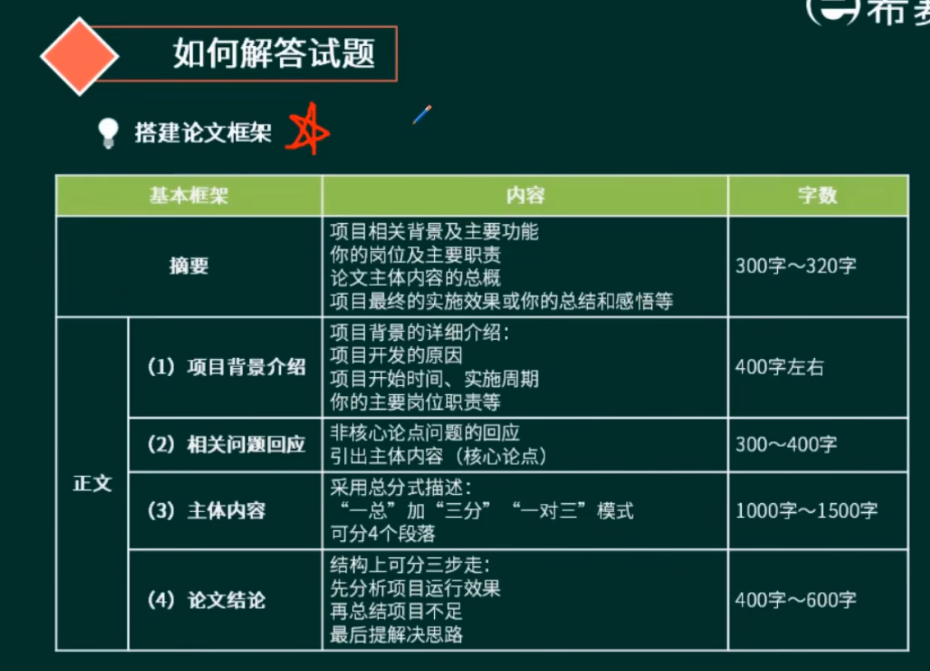 希赛
如何解答试题
搭建论文框架
基本框架 内容 字数
摘要
项目相关背景及主要功能
你的岗位及主要职责
论文主体内容的总概
项目最终的实施效果或你的总结和感悟等
300字～320字
正文
（1）项目背景介绍
项目背景的详细介绍：
项目开发的原因
项目开始时间、实施周期
你的主要岗位职责等
400字左右
（2）相关问题回应
非核心论点问题的回应
引出主体内容（核心论点）
300～400字
（3）主体内容
采用总分式描述：
“一总”加“三分” “一对三”模式
可分4个段落
1000字～1500字
（4）论文结论
结构上可分三步走：
先分析项目运行效果
再总结项目不足
最后提解决思路
400字～600字